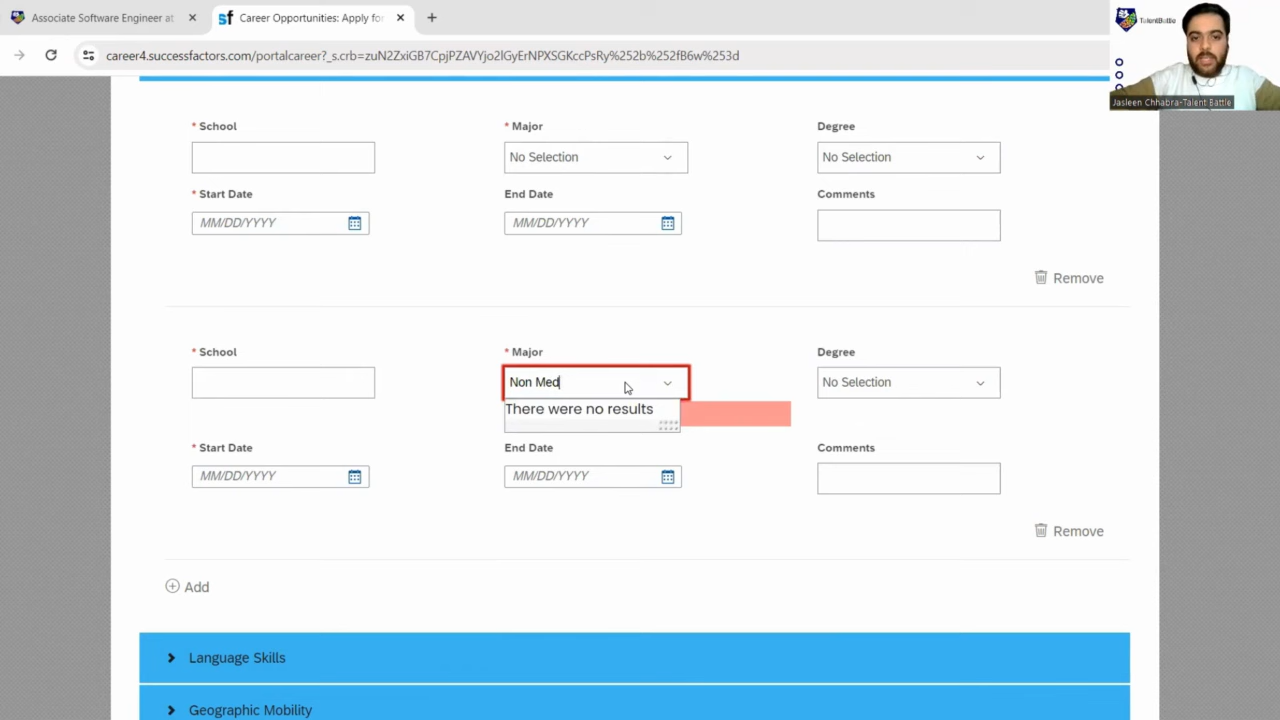 Associate Software Engineer at
sf Career Opportunities: Apply for
career4.successfactors.com/portalcareer?_s.crb=zuN2ZxiGB7CpjPZAVYjo2IGyErNPXSGKccPsRy%252b%252fB6w%253d
TalentBattle
Jasleen Chhabra-Talent Battle
* School
* Major
Degree
No Selection
No Selection
* Start Date
End Date
Comments
MM/DD/YYYY
MM/DD/YYYY
Remove
* School
* Major
Degree
Non Med
No Selection
There were no results
* Start Date
End Date
Comments
MM/DD/YYYY
MM/DD/YYYY
Remove
Add
Language Skills
Geographic Mobility